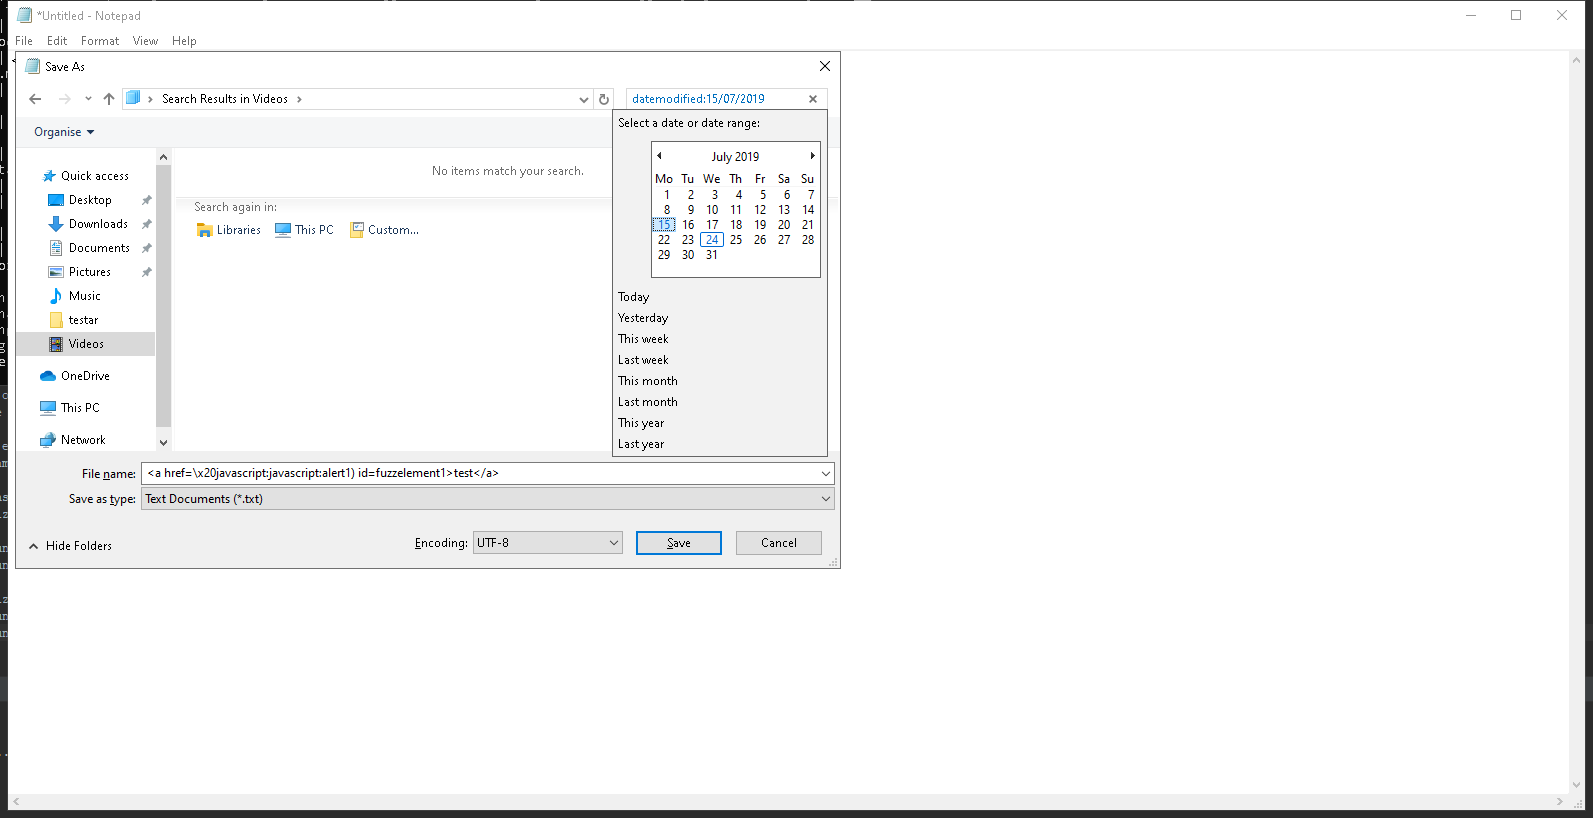 *Untitled - Notepad
File Edit Format View Help
Save As
Search Results in Videos
datemodified:15/07/2019
Organise
Select a date or date range:
July 2019
Mo Tu We Th Fr Sa Su
1 2 3 4 5 6 7
8 9 10 11 12 13 14
15 16 17 18 19 20 21
22 23 24 25 26 27 28
29 30 31
Today
Yesterday
This week
Last week
This month
Last month
This year
Last year
No items match your search.
Search again in:
Libraries This PC Custom...
Quick access
Desktop
Downloads
Documents
Pictures
Music
testar
Videos
OneDrive
This PC
Network
File name: <a href=\x20javascript:javascript:alert1) id=fuzzelement1>test</a>
Save as type: Text Documents (*.txt)
Hide Folders
Encoding: UTF-8 Save Cancel